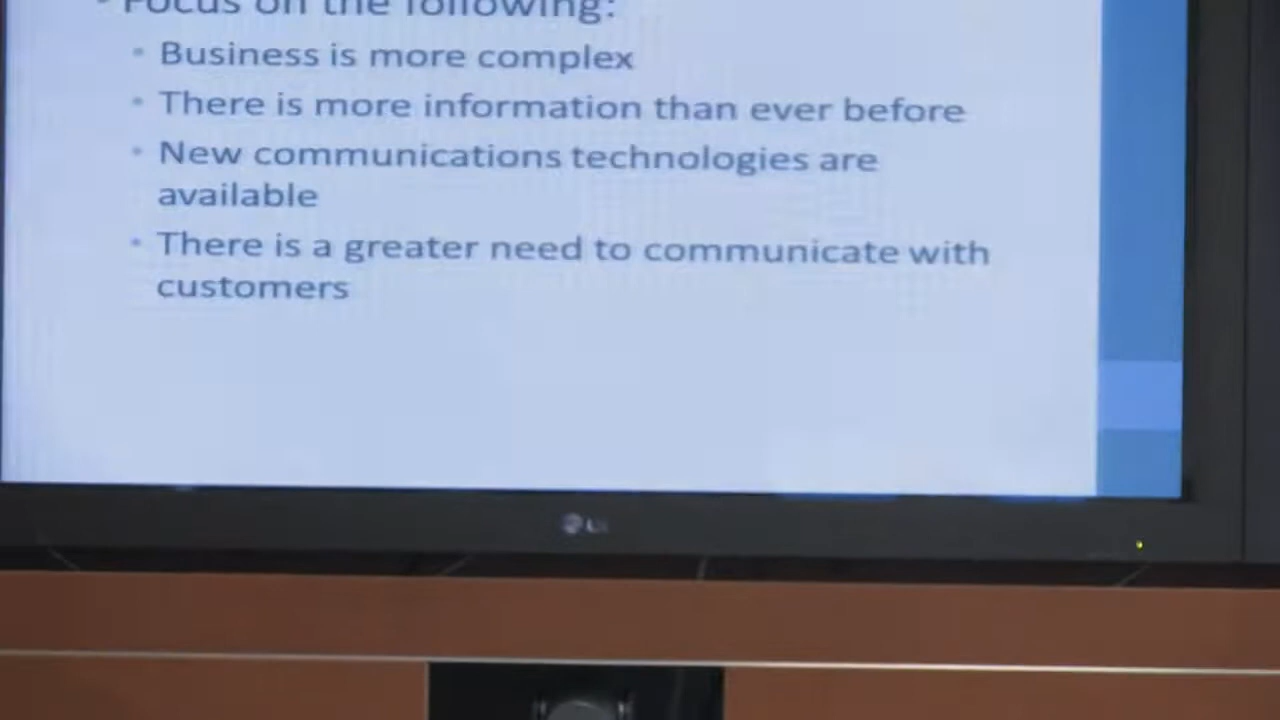 • Focus on the following:
• Business is more complex
• There is more information than ever before
• New communications technologies are
available
• There is a greater need to communicate with
customers
LG